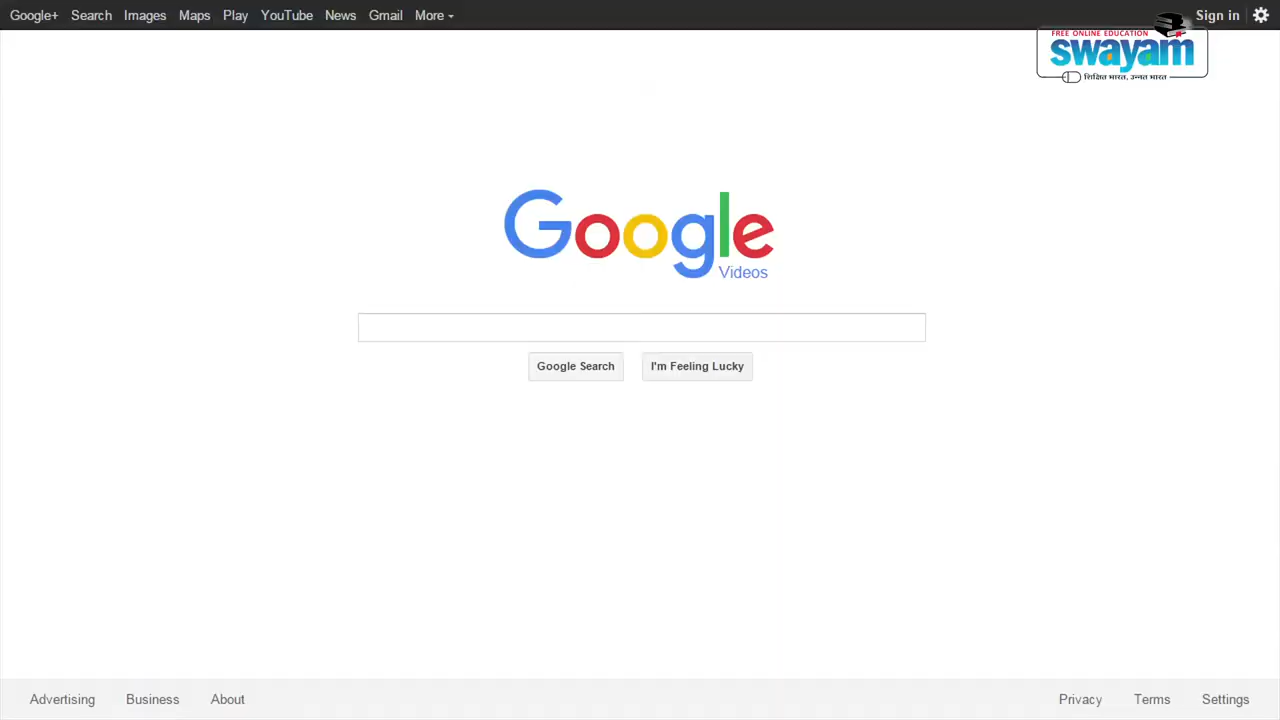 Google+ Search Images Maps Play YouTube News Gmail More Sign in
FREE ONLINE EDUCATION
swayam
शिक्षित भारत, उन्नत भारत
Google
Videos
Google Search I'm Feeling Lucky
Advertising Business About Privacy Terms Settings